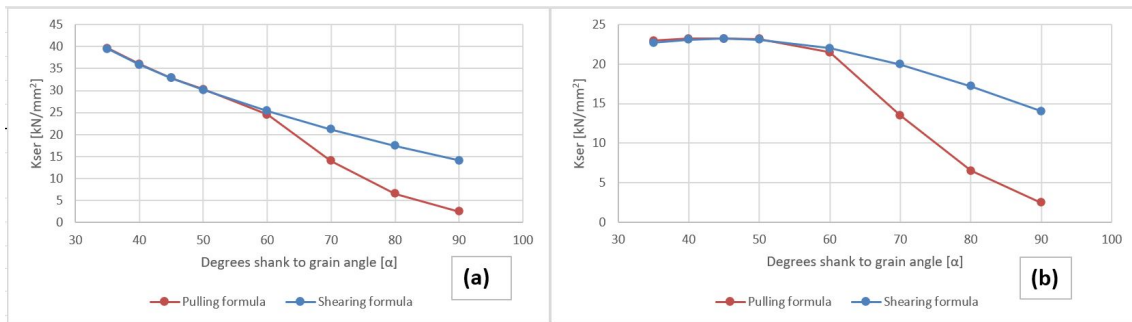 45
40
35
30
25
20
15
10
5
0
Kser [kN/mm²]
30 40 50 60 70 80 90 100
Degrees shank to grain angle [α]
(a)
Pulling formula Shearing formula
25
20
15
10
5
0
Kser [kN/mm²]
30 40 50 60 70 80 90 100
Degrees shank to grain angle [α]
(b)
Pulling formula Shearing formula